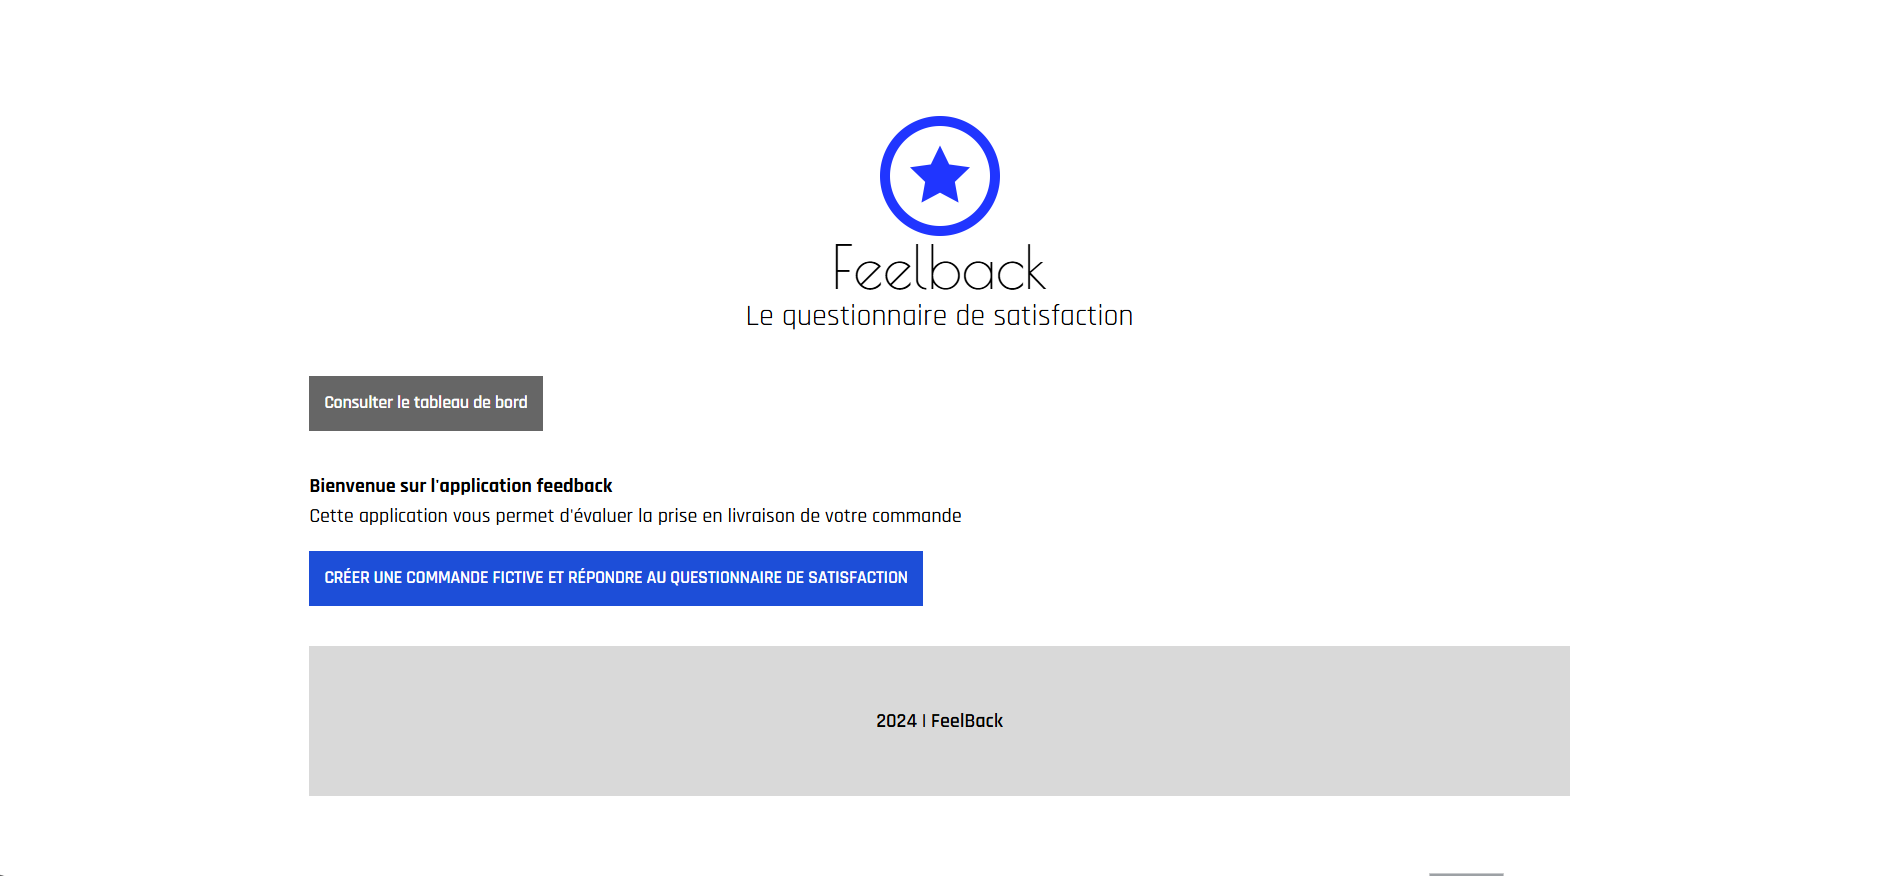 Feelback
Le questionnaire de satisfaction
Consulter le tableau de bord
Bienvenue sur l'application feedback
Cette application vous permet d'évaluer la prise en livraison de votre commande
CRÉER UNE COMMANDE FICTIVE ET RÉPONDRE AU QUESTIONNAIRE DE SATISFACTION
2024 | FeelBack